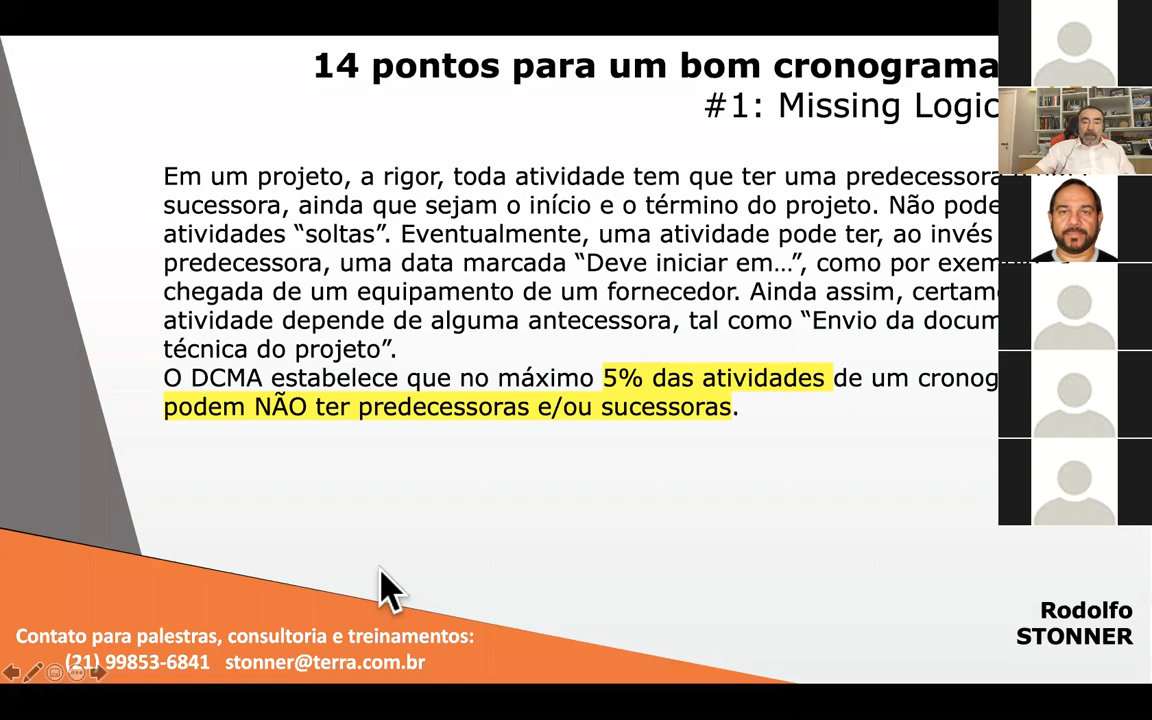 14 pontos para um bom cronograma
#1: Missing Logic
Em um projeto, a rigor, toda atividade tem que ter uma predecessora
sucessora, ainda que sejam o início e o término do projeto. Não pode
atividades “soltas”. Eventualmente, uma atividade pode ter, ao invés
predecessora, uma data marcada “Deve iniciar em...”, como por
chegada de um equipamento de um fornecedor. Ainda assim,
atividade depende de alguma antecessora, tal como “Envio da
técnica do projeto”.
O DCMA estabelece que no máximo 5% das atividades de um
podem NÃO ter predecessoras e/ou sucessoras.
Rodolfo
STONNER
Contato para palestras, consultoria e treinamentos:
(21) 99853-6841 stonner@terra.com.br